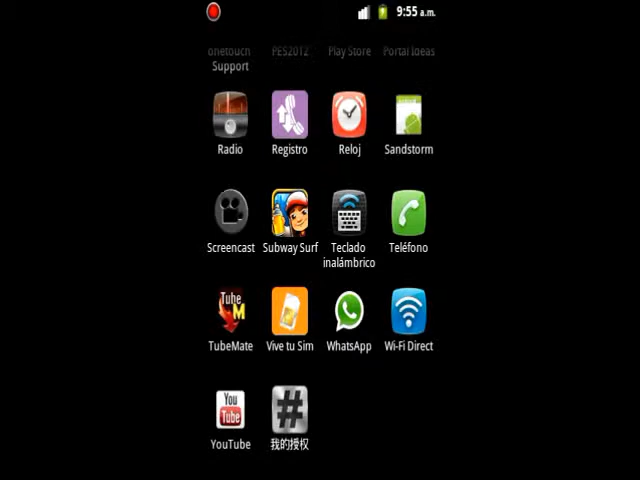 9:55 a.m.
onetouch PES2012 Play Store Portal Ideas
Support
Radio Registro Reloj Sandstorm
Screencast Subway Surf Teclado Teléfono
inalámbrico
Tube
M
TubeMate Vive tu Sim WhatsApp Wi-Fi Direct
You
Tube
#
YouTube 我的授权